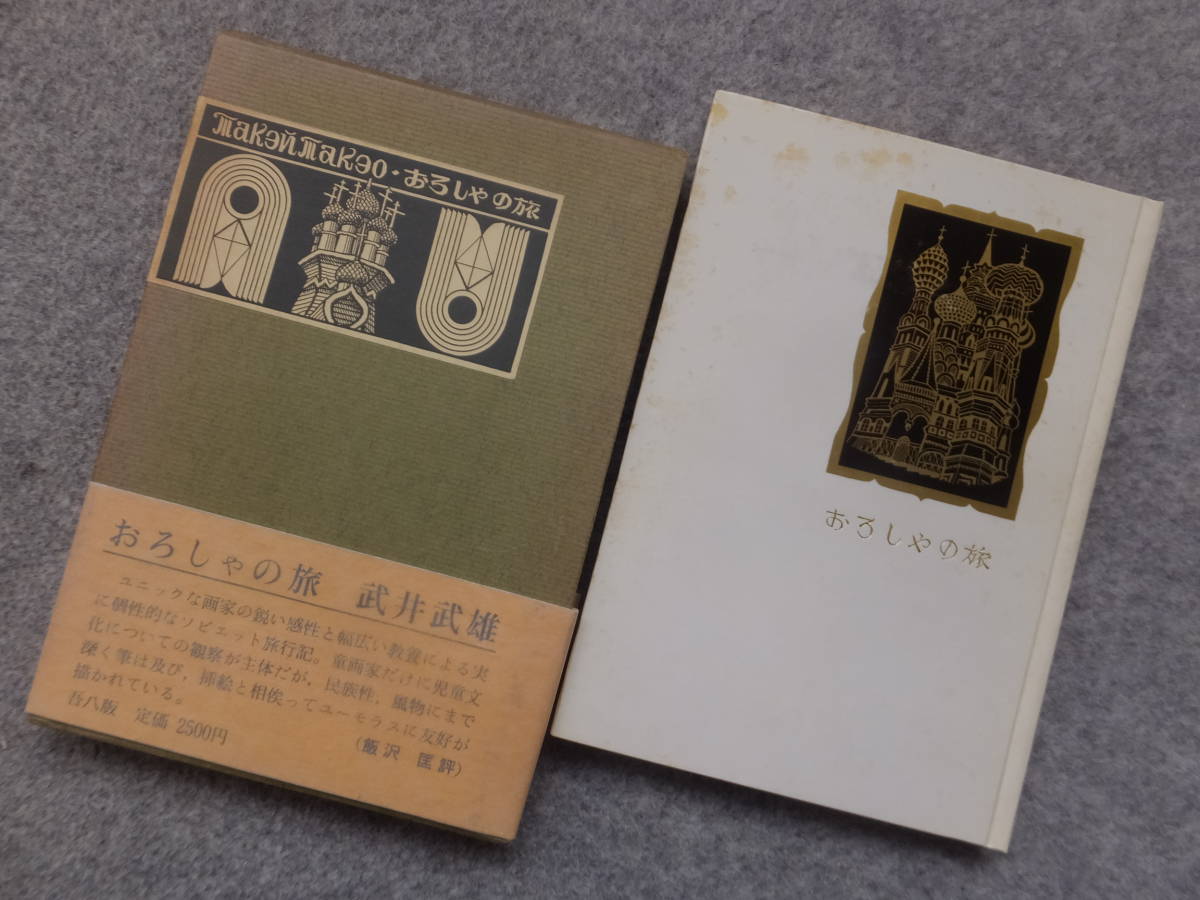 такэй такэо・おろしやの旅
おろしゃの旅 武井武雄
ユニックな画家の鋭い感性と幅広い教養による実
に個性的なソビエット旅行記。童画家だけに児童文
化についての観察が主体だが，民族性，風物にまで
深く筆は及び，挿絵と相俟ってユーモラスに友好が
描かれている。
吾八版 定価 2500円 （飯沢 匡評）
おろしやの旅